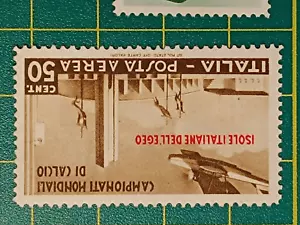 CAMPIONATI MONDIALI
DI CALCIO
ISOLE ITALIANE DELL'EGEO
CENT. 50
ITALIA - POSTA AEREA